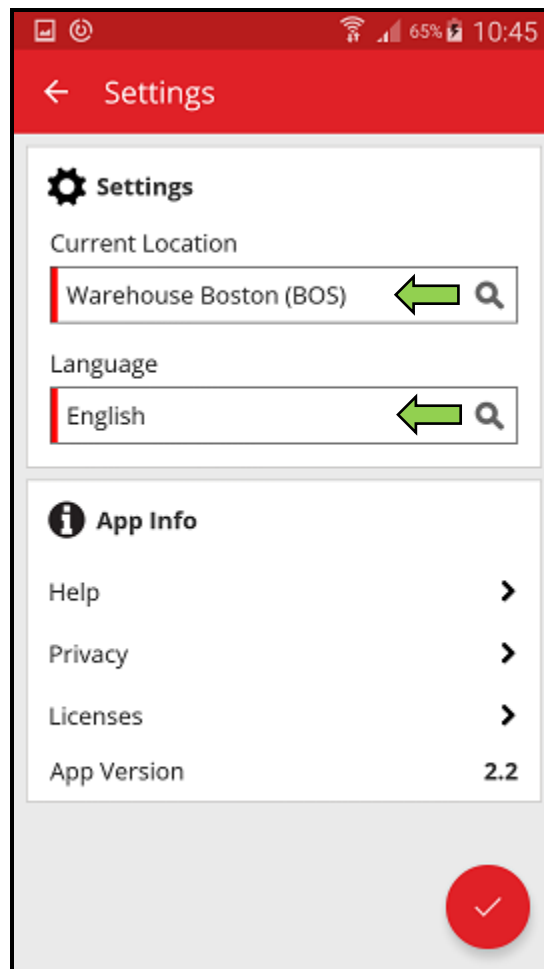 65% 10:45
Settings
Settings
Current Location
Warehouse Boston (BOS)
Language
English
App Info
Help
Privacy
Licenses
App Version 2.2